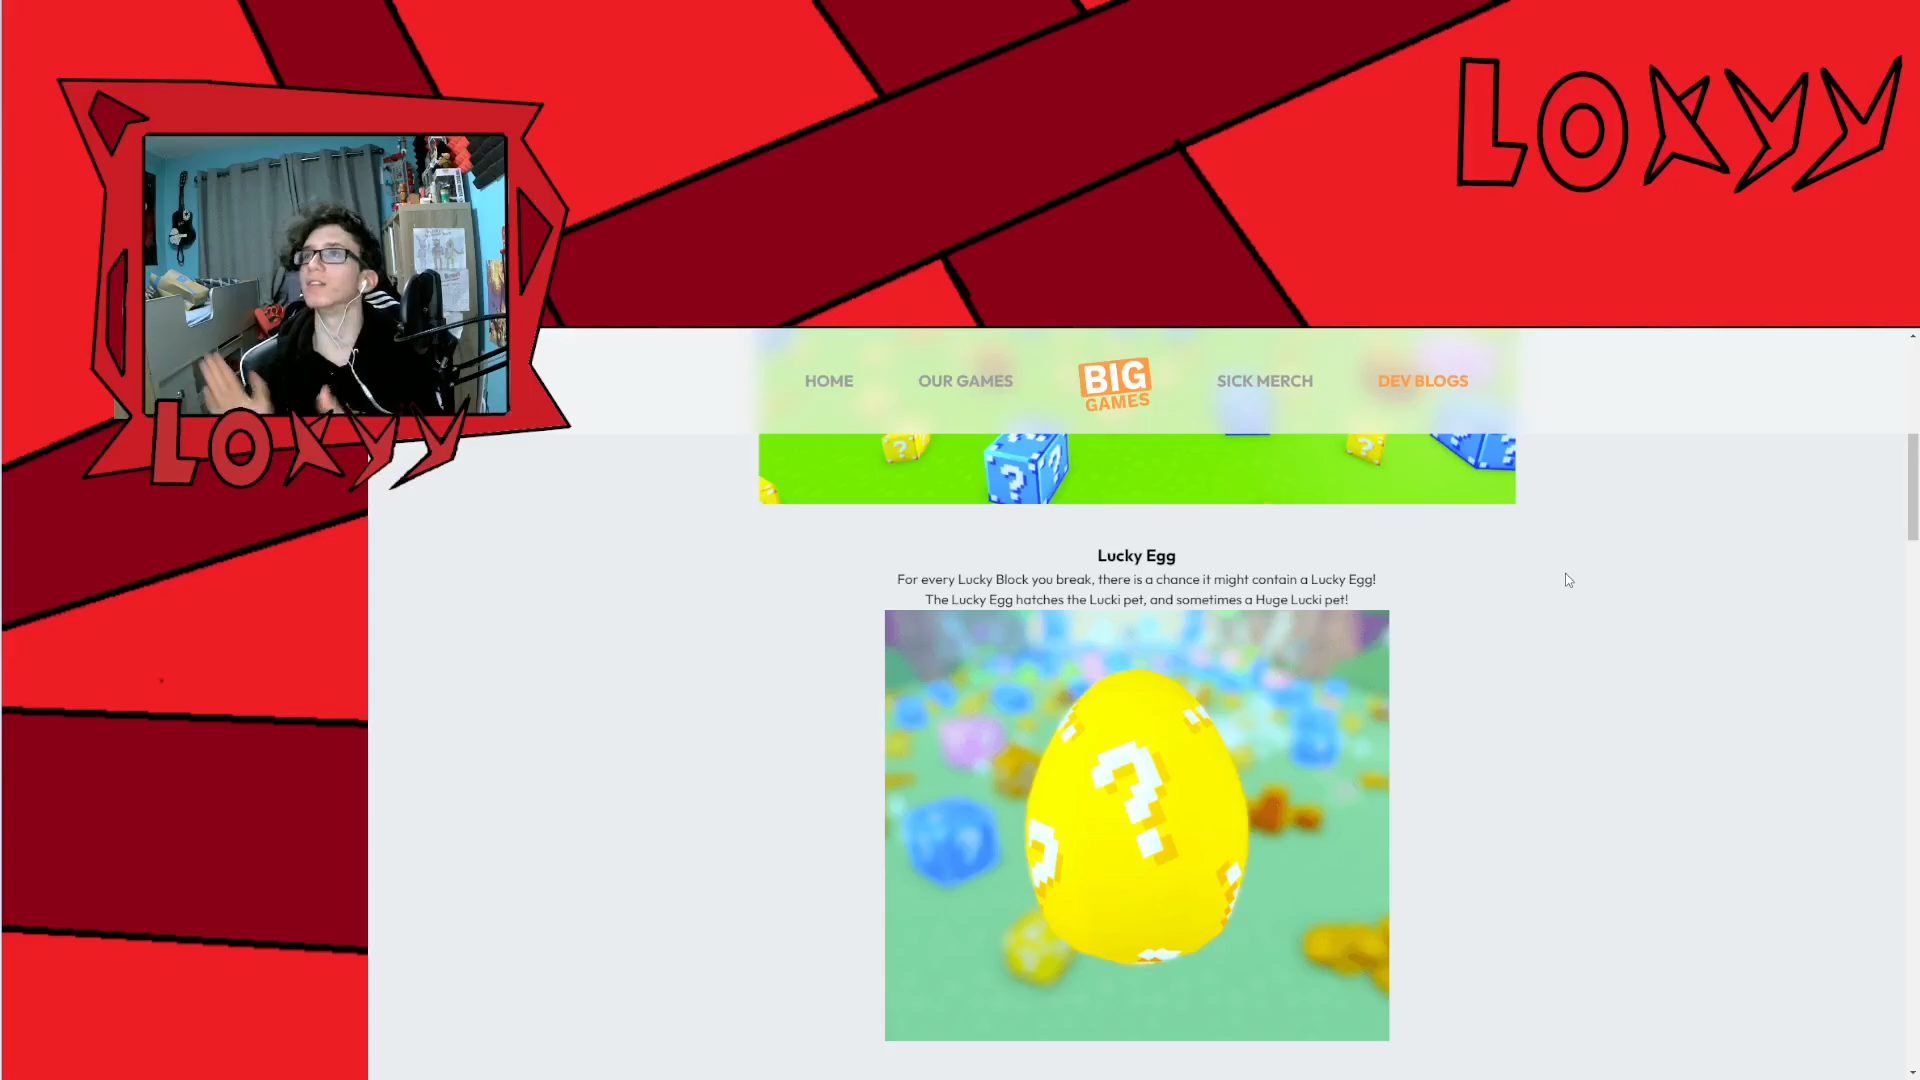 LOXYY
LOXYY
HOME
OUR GAMES
BIG
GAMES
SICK MERCH
DEV BLOGS
?
?
?
?
Lucky Egg
For every Lucky Block you break, there is a chance it might contain a Lucky Egg!
The Lucky Egg hatches the Lucki pet, and sometimes a Huge Lucki pet!
?